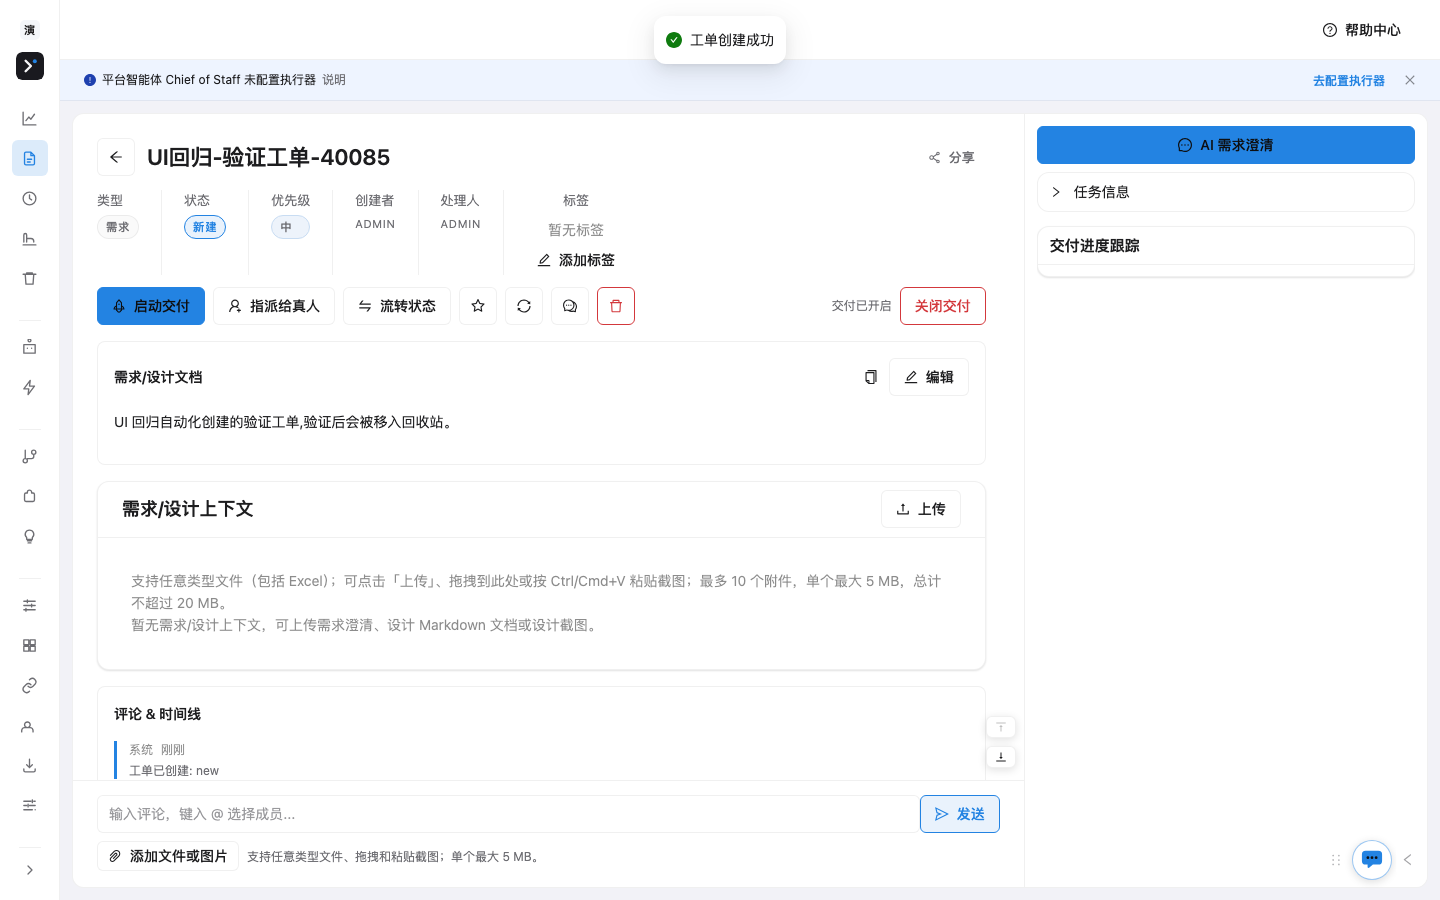 演
工单创建成功
帮助中心
平台智能体 Chief of Staff 未配置执行器 说明
去配置执行器
UI回归-验证工单-40085
分享
类型
需求
状态
新建
优先级
中
创建者
ADMIN
处理人
ADMIN
标签
暂无标签
添加标签
启动交付
指派给真人
流转状态
交付已开启
关闭交付
需求/设计文档
编辑
UI 回归自动化创建的验证工单,验证后会被移入回收站。
需求/设计上下文
上传
支持任意类型文件（包括 Excel）；可点击「上传」、拖拽到此处或按 Ctrl/Cmd+V 粘贴截图；最多 10 个附件，单个最大 5 MB，总计
不超过 20 MB。
暂无需求/设计上下文，可上传需求澄清、设计 Markdown 文档或设计截图。
评论 & 时间线
系统 刚刚
工单已创建: new
输入评论，键入 @ 选择成员...
发送
添加文件或图片
支持任意类型文件、拖拽和粘贴截图；单个最大 5 MB。
AI 需求澄清
任务信息
交付进度跟踪